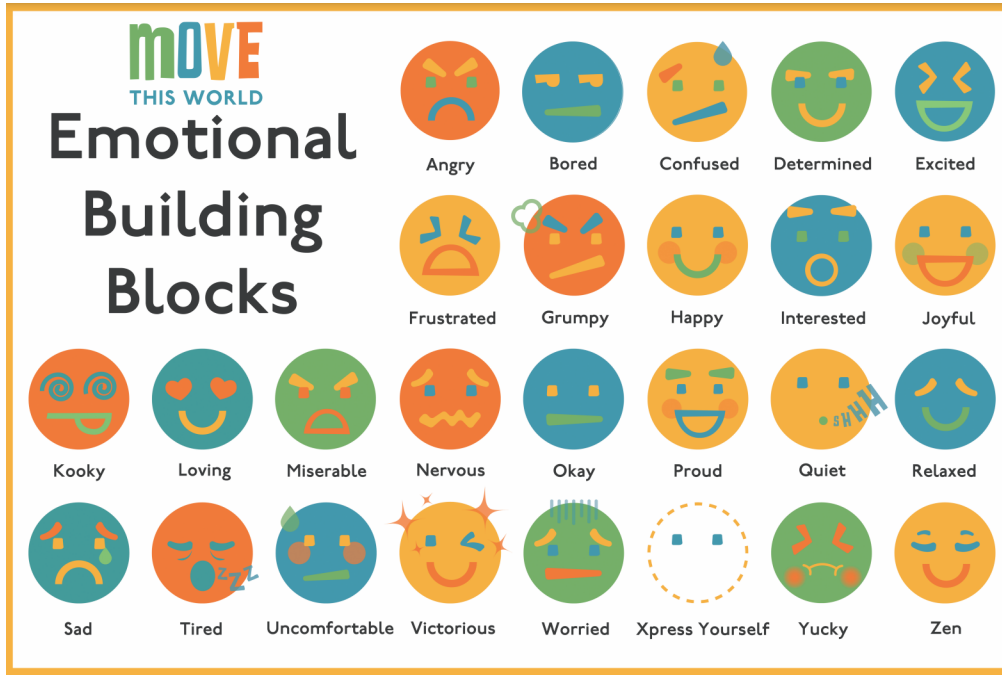 MOVE
THIS WORLD
Emotional
Building
Blocks
Angry Bored Confused Determined Excited
Frustrated Grumpy Happy Interested Joyful
SHHH
Kooky Loving Miserable Nervous Okay Proud Quiet Relaxed
zZZ
Sad Tired Uncomfortable Victorious Worried Xpress Yourself Yucky Zen